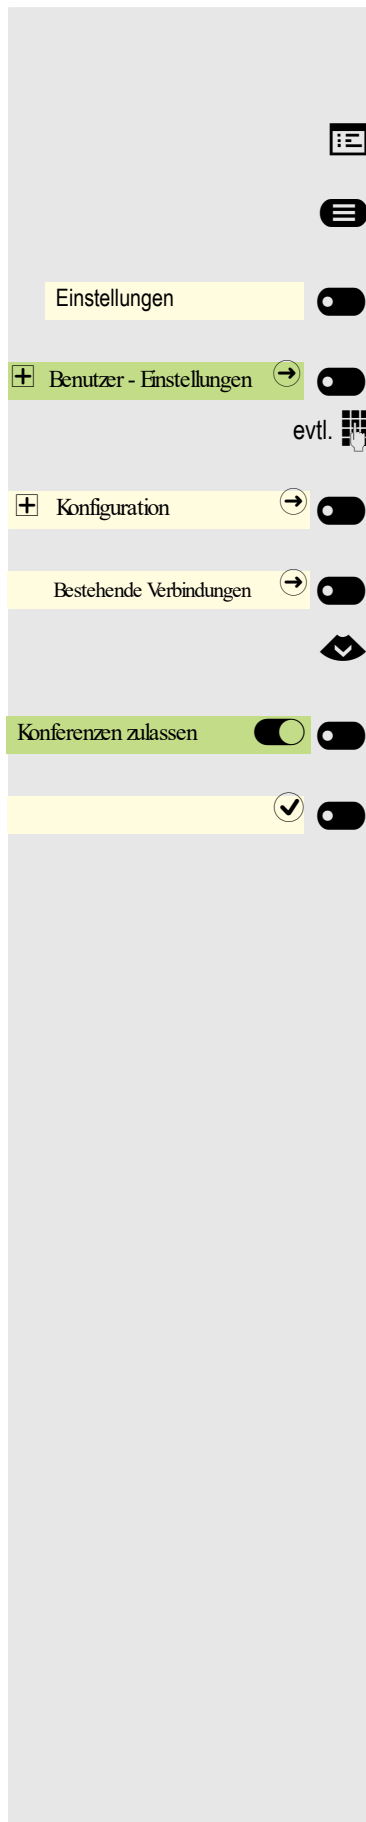 Einstellungen
Benutzer - Einstellungen
evtl.
Konfiguration
Bestehende Verbindungen
Konferenzen zulassen